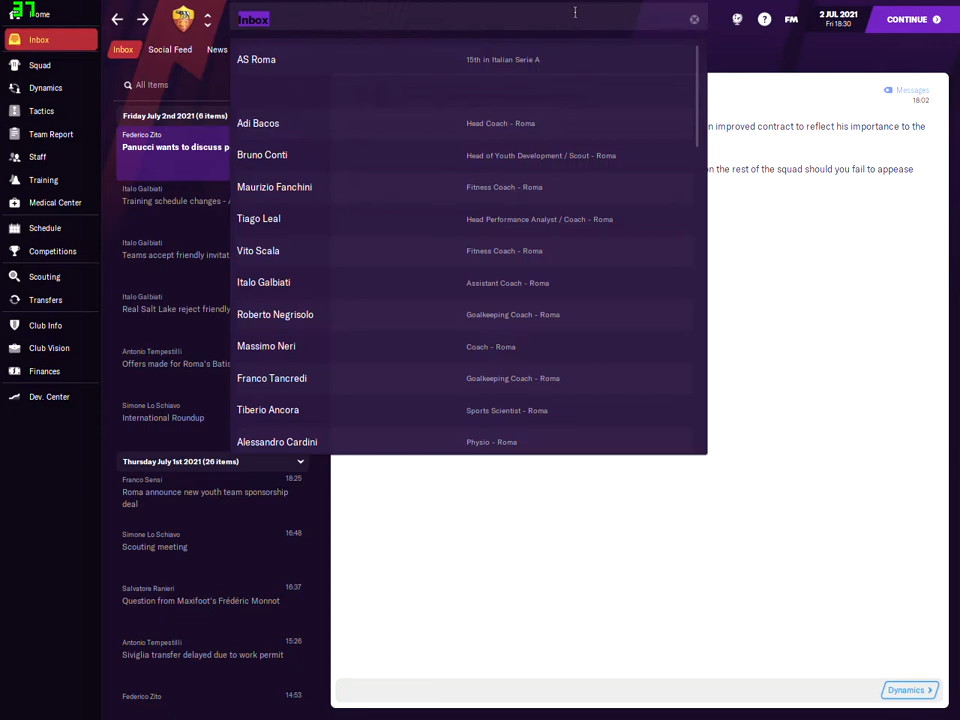 37
Home
Inbox
Squad
Dynamics
Tactics
Team Report
Staff
Training
Medical Center
Schedule
Competitions
Scouting
Transfers
Club Info
Club Vision
Finances
Dev. Center
Inbox
?
FM
2 JUL 2021
Fri 18:30
CONTINUE
Inbox
Social Feed
News
All Items
Friday July 2nd 2021 (6 items)
Federico Zito
Panucci wants to discuss p
Italo Galbiati
Training schedule changes - A
Italo Galbiati
Teams accept friendly invitat
Italo Galbiati
Real Salt Lake reject friendly
Antonio Tempestilli
Offers made for Roma's Batis
Simone Lo Schiavo
International Roundup
Thursday July 1st 2021 (26 items)
Franco Sensi 18:25
Roma announce new youth team sponsorship
deal
Simone Lo Schiavo 16:48
Scouting meeting
Salvatore Ranieri 16:37
Question from Maxifoot's Frédéric Monnot
Antonio Tempestilli 15:26
Siviglia transfer delayed due to work permit
Federico Zito 14:53
AS Roma 15th in Italian Serie A
Adi Bacos Head Coach - Roma
Bruno Conti Head of Youth Development / Scout - Roma
Maurizio Fanchini Fitness Coach - Roma
Tiago Leal Head Performance Analyst / Coach - Roma
Vito Scala Fitness Coach - Roma
Italo Galbiati Assistant Coach - Roma
Roberto Negrisolo Goalkeeping Coach - Roma
Massimo Neri Coach - Roma
Franco Tancredi Goalkeeping Coach - Roma
Tiberio Ancora Sports Scientist - Roma
Alessandro Cardini Physio - Roma
Messages
18:02
n improved contract to reflect his importance to the
on the rest of the squad should you fail to appease
Dynamics